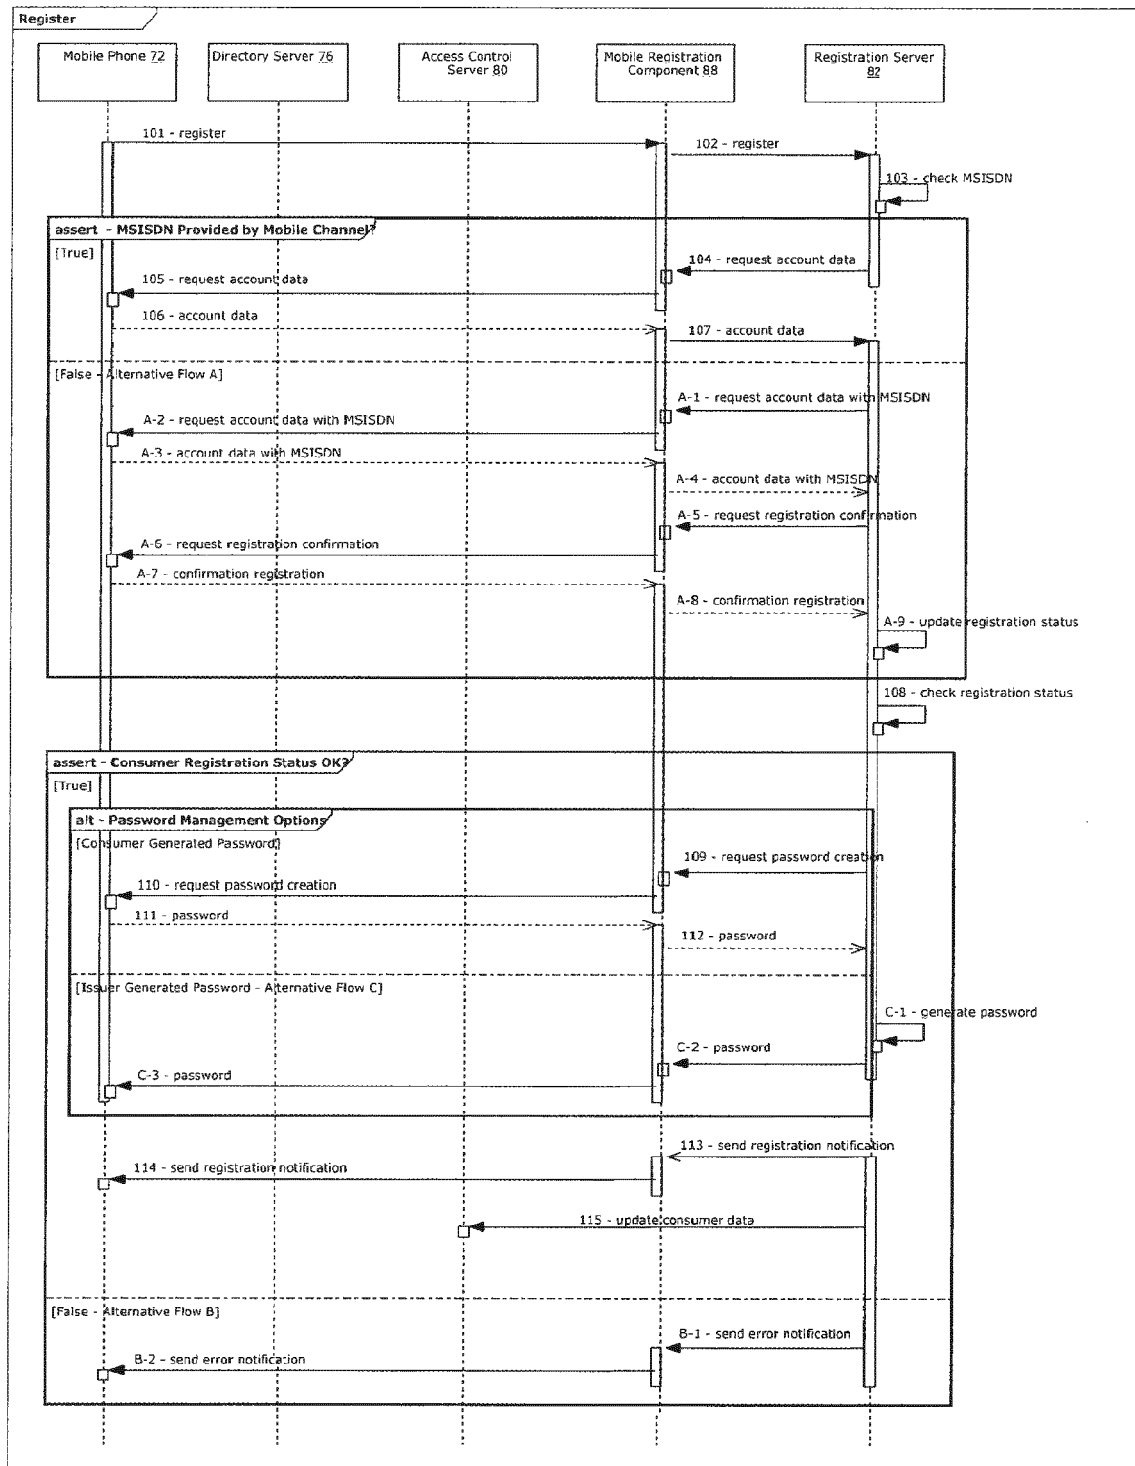 Register
Mobile Phone 72
Directory Server 76
Access Control
Server 80
Mobile Registration
Component 88
Registration Server
82
101 - register
102 - register
103 - check MSISDN
assert - MSISDN Provided by Mobile Channel?
[True]
104 - request account data
105 - request account data
106 - account data
107 - account data
[False - Alternative Flow A]
A-1 - request account data with MSISDN
A-2 - request account data with MSISDN
A-3 - account data with MSISDN
A-4 - account data with MSISDN
A-5 - request registration confirmation
A-6 - request registration confirmation
A-7 - confirmation registration
A-8 - confirmation registration
A-9 - update registration status
108 - check registration status
assert - Consumer Registration Status OK?
[True]
alt - Password Management Options
[Consumer Generated Password]
109 - request password creation
110 - request password creation
111 - password
112 - password
[Issuer Generated Password - Alternative Flow C]
C-1 - generate password
C-2 - password
C-3 - password
113 - send registration notification
114 - send registration notification
115 - update consumer data
[False - Alternative Flow B]
B-1 - send error notification
B-2 - send error notification